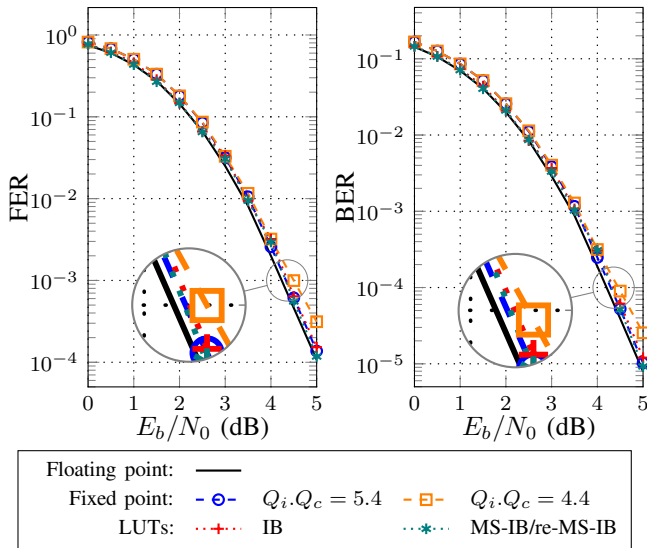 10^0
10^{-1}
10^{-2}
10^{-3}
10^{-4}
FER
0 1 2 3 4 5
E_b/N_0 (dB)
10^{-1}
10^{-2}
10^{-3}
10^{-4}
10^{-5}
BER
0 1 2 3 4 5
E_b/N_0 (dB)
Floating point:
Fixed point: Q_i.Q_c = 5.4 Q_i.Q_c = 4.4
LUTs: IB MS-IB/re-MS-IB